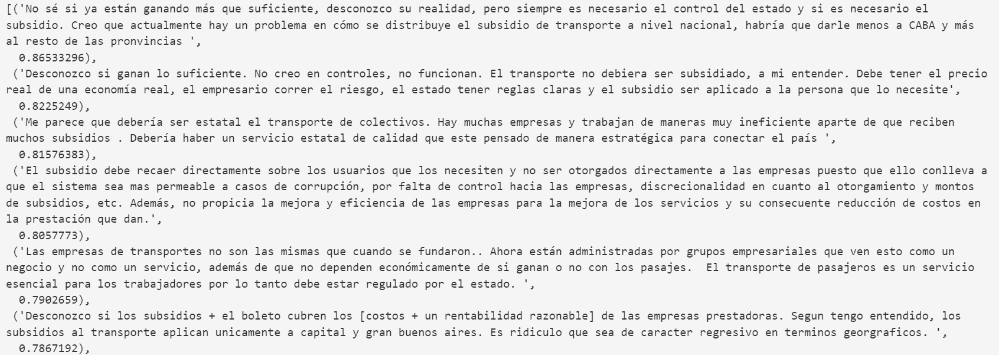 [('No sé si ya están ganando más que suficiente, desconozco su realidad, pero siempre es necesario el control del estado y si es necesario el
subsidio. Creo que actualmente hay un problema en cómo se distribuye el subsidio de transporte a nivel nacional, habría que darle menos a CABA y más
al resto de las pronvincias ',
0.86533296),
('Desconozco si ganan lo suficiente. No creo en controles, no funcionan. El transporte no debiera ser subsidiado, a mi entender. Debe tener el precio
real de una economía real, el empresario correr el riesgo, el estado tener reglas claras y el subsidio ser aplicado a la persona que lo necesite',
0.8225249),
('Me parece que debería ser estatal el transporte de colectivos. Hay muchas empresas y trabajan de maneras muy ineficiente aparte de que reciben
muchos subsidios . Debería haber un servicio estatal de calidad que este pensado de manera estratégica para conectar el país ',
0.81576383),
('El subsidio debe recaer directamente sobre los usuarios que los necesiten y no ser otorgados directamente a las empresas puesto que ello conlleva a
que el sistema sea mas permeable a casos de corrupción, por falta de control hacia las empresas, discrecionalidad en cuanto al otorgamiento y montos
de subsidios, etc. Además, no propicia la mejora y eficiencia de las empresas para la mejora de los servicios y su consecuente reducción de costos en
la prestación que dan.',
0.8057773),
('Las empresas de transportes no son las mismas que cuando se fundaron.. Ahora están administradas por grupos empresariales que ven esto como un
negocio y no como un servicio, además de que no dependen económicamente de si ganan o no con los pasajes.  El transporte de pasajeros es un servicio
esencial para los trabajadores por lo tanto debe estar regulado por el estado. ',
0.7902659),
('Desconozco si los subsidios + el boleto cubren los [costos + un rentabilidad razonable] de las empresas prestadoras. Segun tengo entendido, los
subsidios al transporte aplican unicamente a capital y gran buenos aires. Es ridiculo que sea de caracter regresivo en terminos georgraficos. ',
0.7867192),